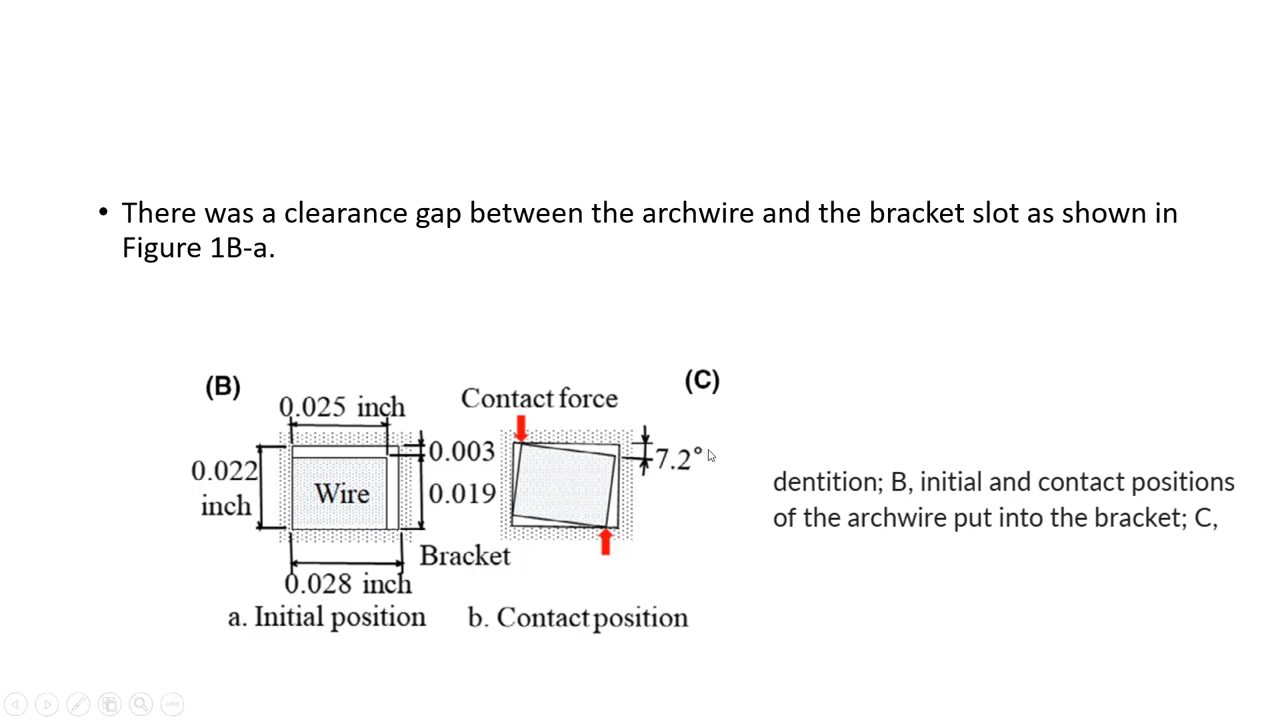 • There was a clearance gap between the archwire and the bracket slot as shown in
Figure 1B-a.
(B)
0.025 inch
0.022
inch
Wire
0.003
0.019
Bracket
0.028 inch
a. Initial position
Contact force
7.2°
b. Contact position
(C)
dentition; B, initial and contact positions
of the archwire put into the bracket; C,